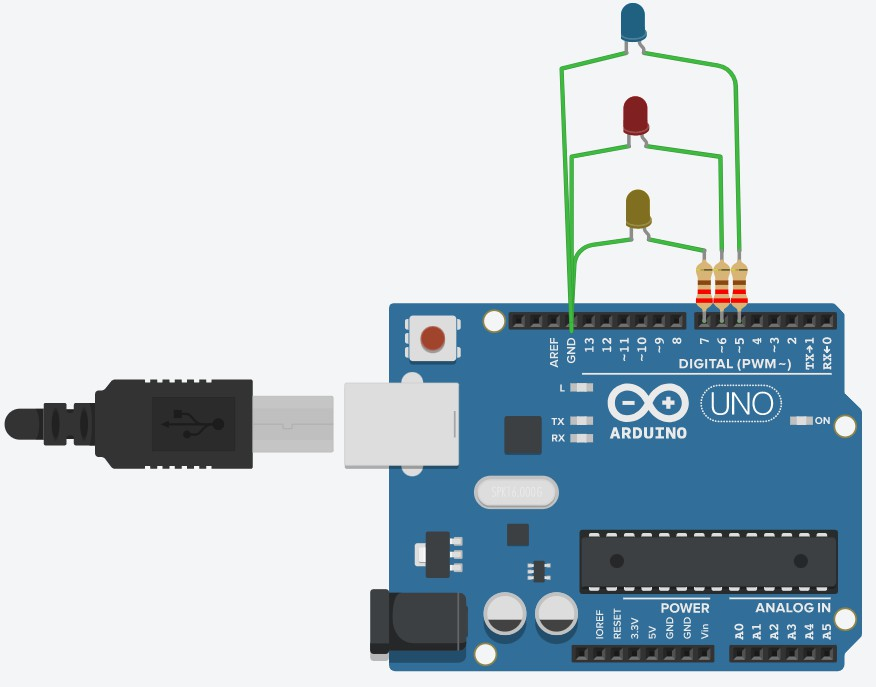 AREF
GND
13
12
~11
~10
~9
8
7
~6
~5
4
~3
2
TX→1
RX←0
DIGITAL (PWM~)
L
TX
RX
ARDUINO
UNO
ON
POWER
ANALOG IN
IOREF
RESET
3.3V
5V
GND
GND
Vin
A0
A1
A2
A3
A4
A5